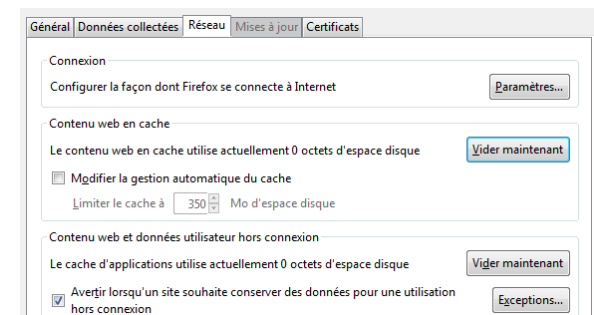 Général Données collectées Réseau Mises à jour Certificats
Connexion
Configurer la façon dont Firefox se connecte à Internet Paramètres...
Contenu web en cache
Le contenu web en cache utilise actuellement 0 octets d'espace disque Vider maintenant
Modifier la gestion automatique du cache
Limiter le cache à 350 Mo d'espace disque
Contenu web et données utilisateur hors connexion
Le cache d'applications utilise actuellement 0 octets d'espace disque Vider maintenant
Avertir lorsqu'un site souhaite conserver des données pour une utilisation
hors connexion Exceptions...